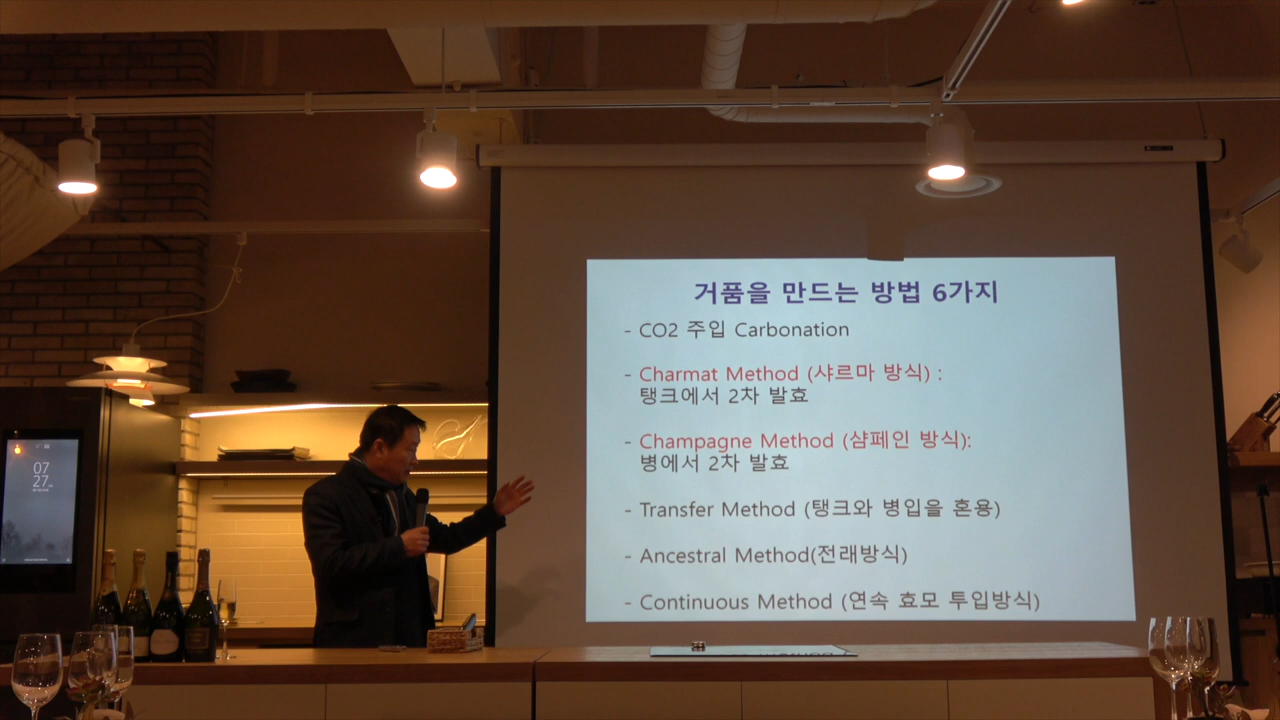 거품을 만드는 방법 6가지
- CO2 주입 Carbonation
- Charmat Method (샤르마 방식) :
탱크에서 2차 발효
- Champagne Method (샴페인 방식):
병에서 2차 발효
- Transfer Method (탱크와 병입을 혼용)
- Ancestral Method(전래방식)
- Continuous Method (연속 효모 투입방식)
07
27